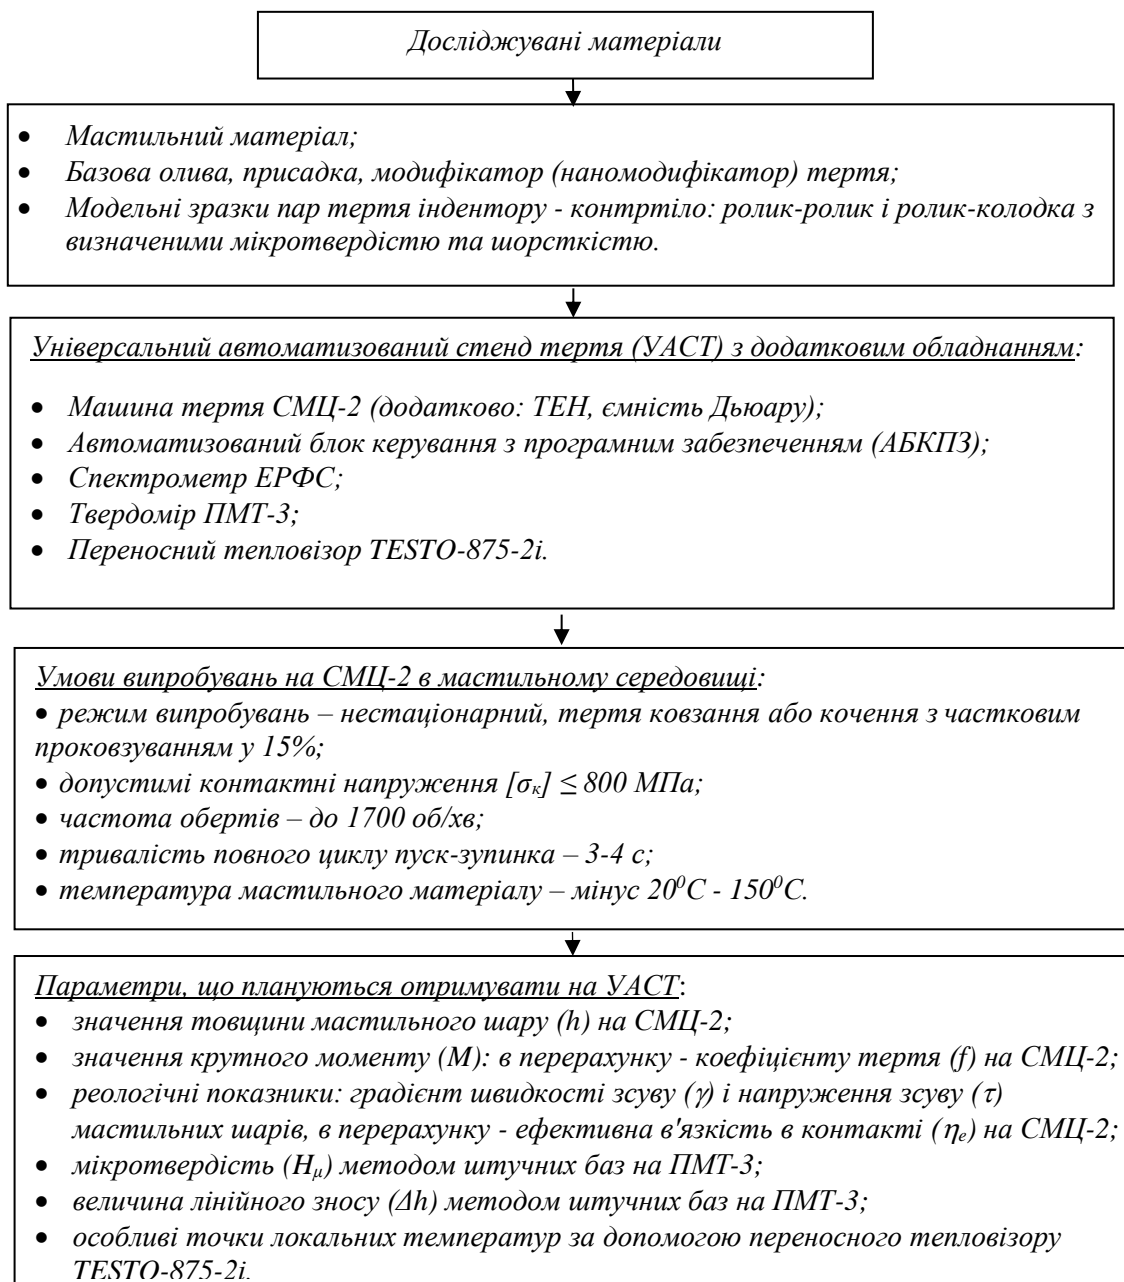 Досліджувані матеріали
• Мастильний матеріал;
• Базова олива, присадка, модифікатор (наномодифікатор) тертя;
• Модельні зразки пар тертя індентору - контртіло: ролик-ролик і ролик-колодка з
визначеними мікротвердістю та шорсткістю.
Універсальний автоматизований стенд тертя (УАСТ) з додатковим обладнанням:
• Машина тертя СМЦ-2 (додатково: ТЕН, ємність Дьюару);
• Автоматизований блок керування з програмним забезпеченням (АБКПЗ);
• Спектрометр ЕРФС;
• Твердомір ПМТ-3;
• Переносний тепловізор TESTO-875-2i.
Умови випробувань на СМЦ-2 в мастильному середовищі:
• режим випробувань – нестаціонарний, тертя ковзання або кочення з частковим
проковзуванням у 15%;
• допустимі контактні напруження [σк] ≤ 800 МПа;
• частота обертів – до 1700 об/хв;
• тривалість повного циклу пуск-зупинка – 3-4 с;
• температура мастильного матеріалу – мінус 20⁰С - 150⁰С.
Параметри, що плануються отримувати на УАСТ:
• значення товщини мастильного шару (h) на СМЦ-2;
• значення крутного моменту (М): в перерахунку - коефіцієнту тертя (f) на СМЦ-2;
• реологічні показники: градієнт швидкості зсуву (γ) і напруження зсуву (τ)
мастильних шарів, в перерахунку - ефективна в'язкість в контакті (ηe) на СМЦ-2;
• мікротвердість (Нμ) методом штучних баз на ПМТ-3;
• величина лінійного зносу (Δh) методом штучних баз на ПМТ-3;
• особливі точки локальних температур за допомогою переносного тепловізору
TESTO-875-2i.